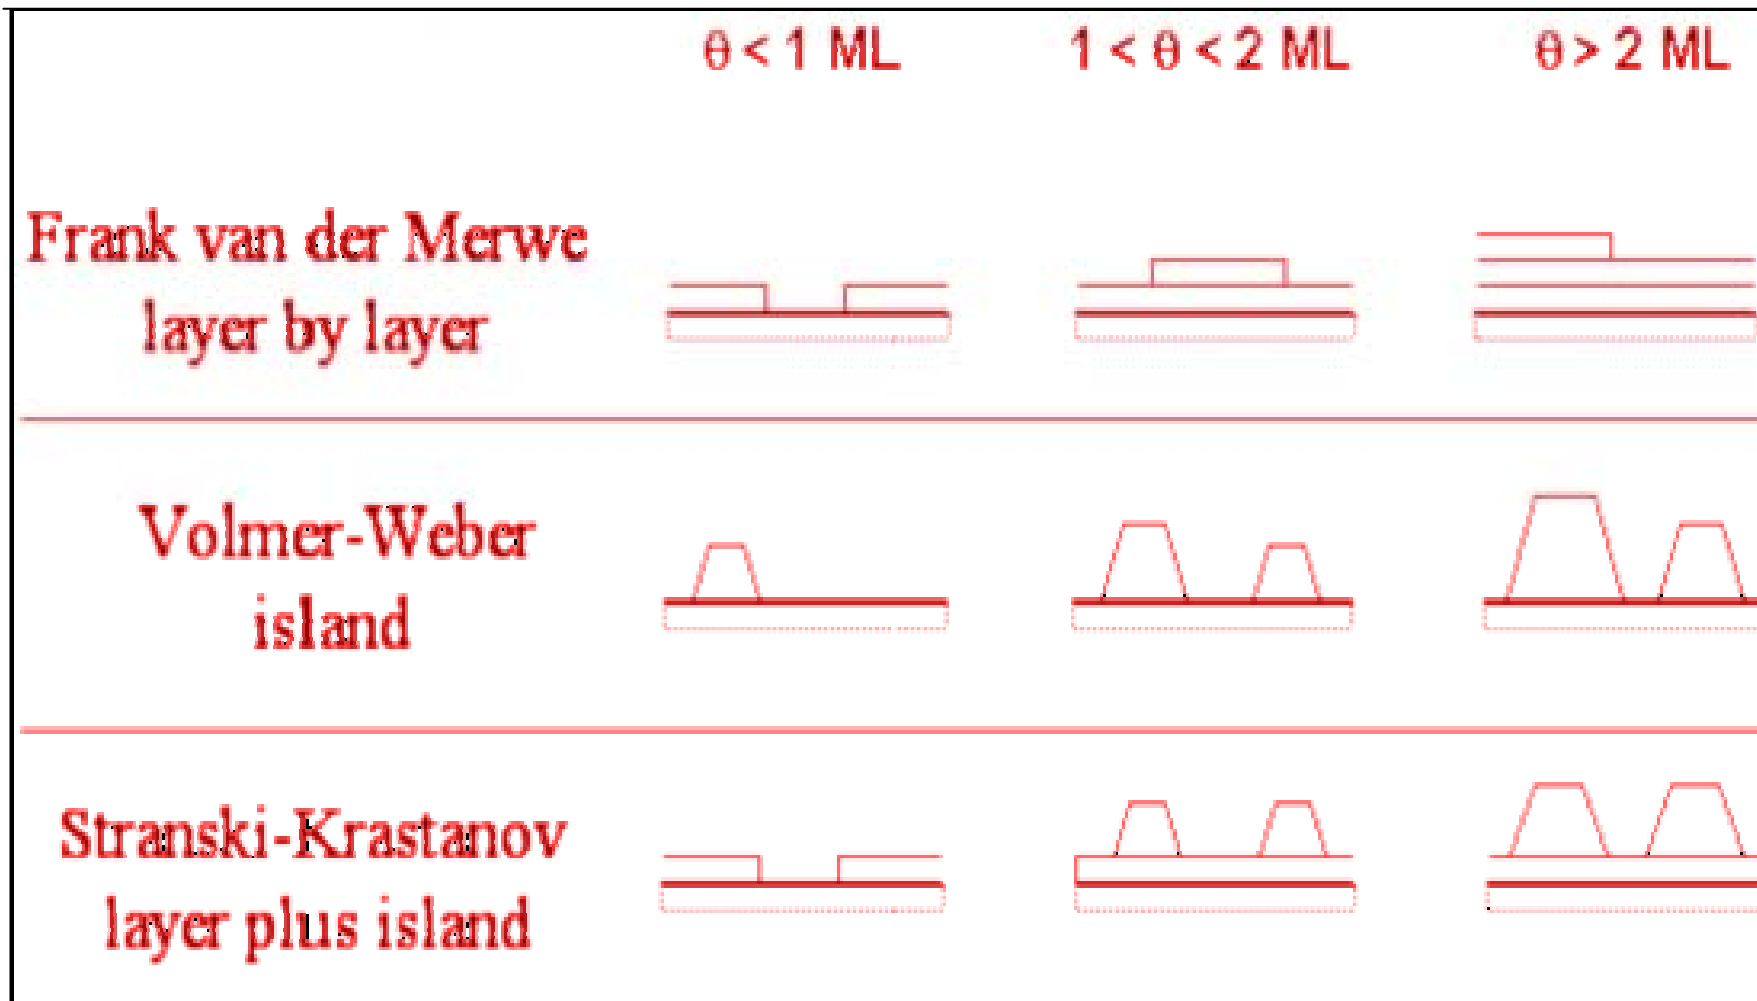 θ < 1 ML
1 < θ < 2 ML
θ > 2 ML
Frank van der Merwe
layer by layer
Volmer-Weber
island
Stranski-Krastanov
layer plus island